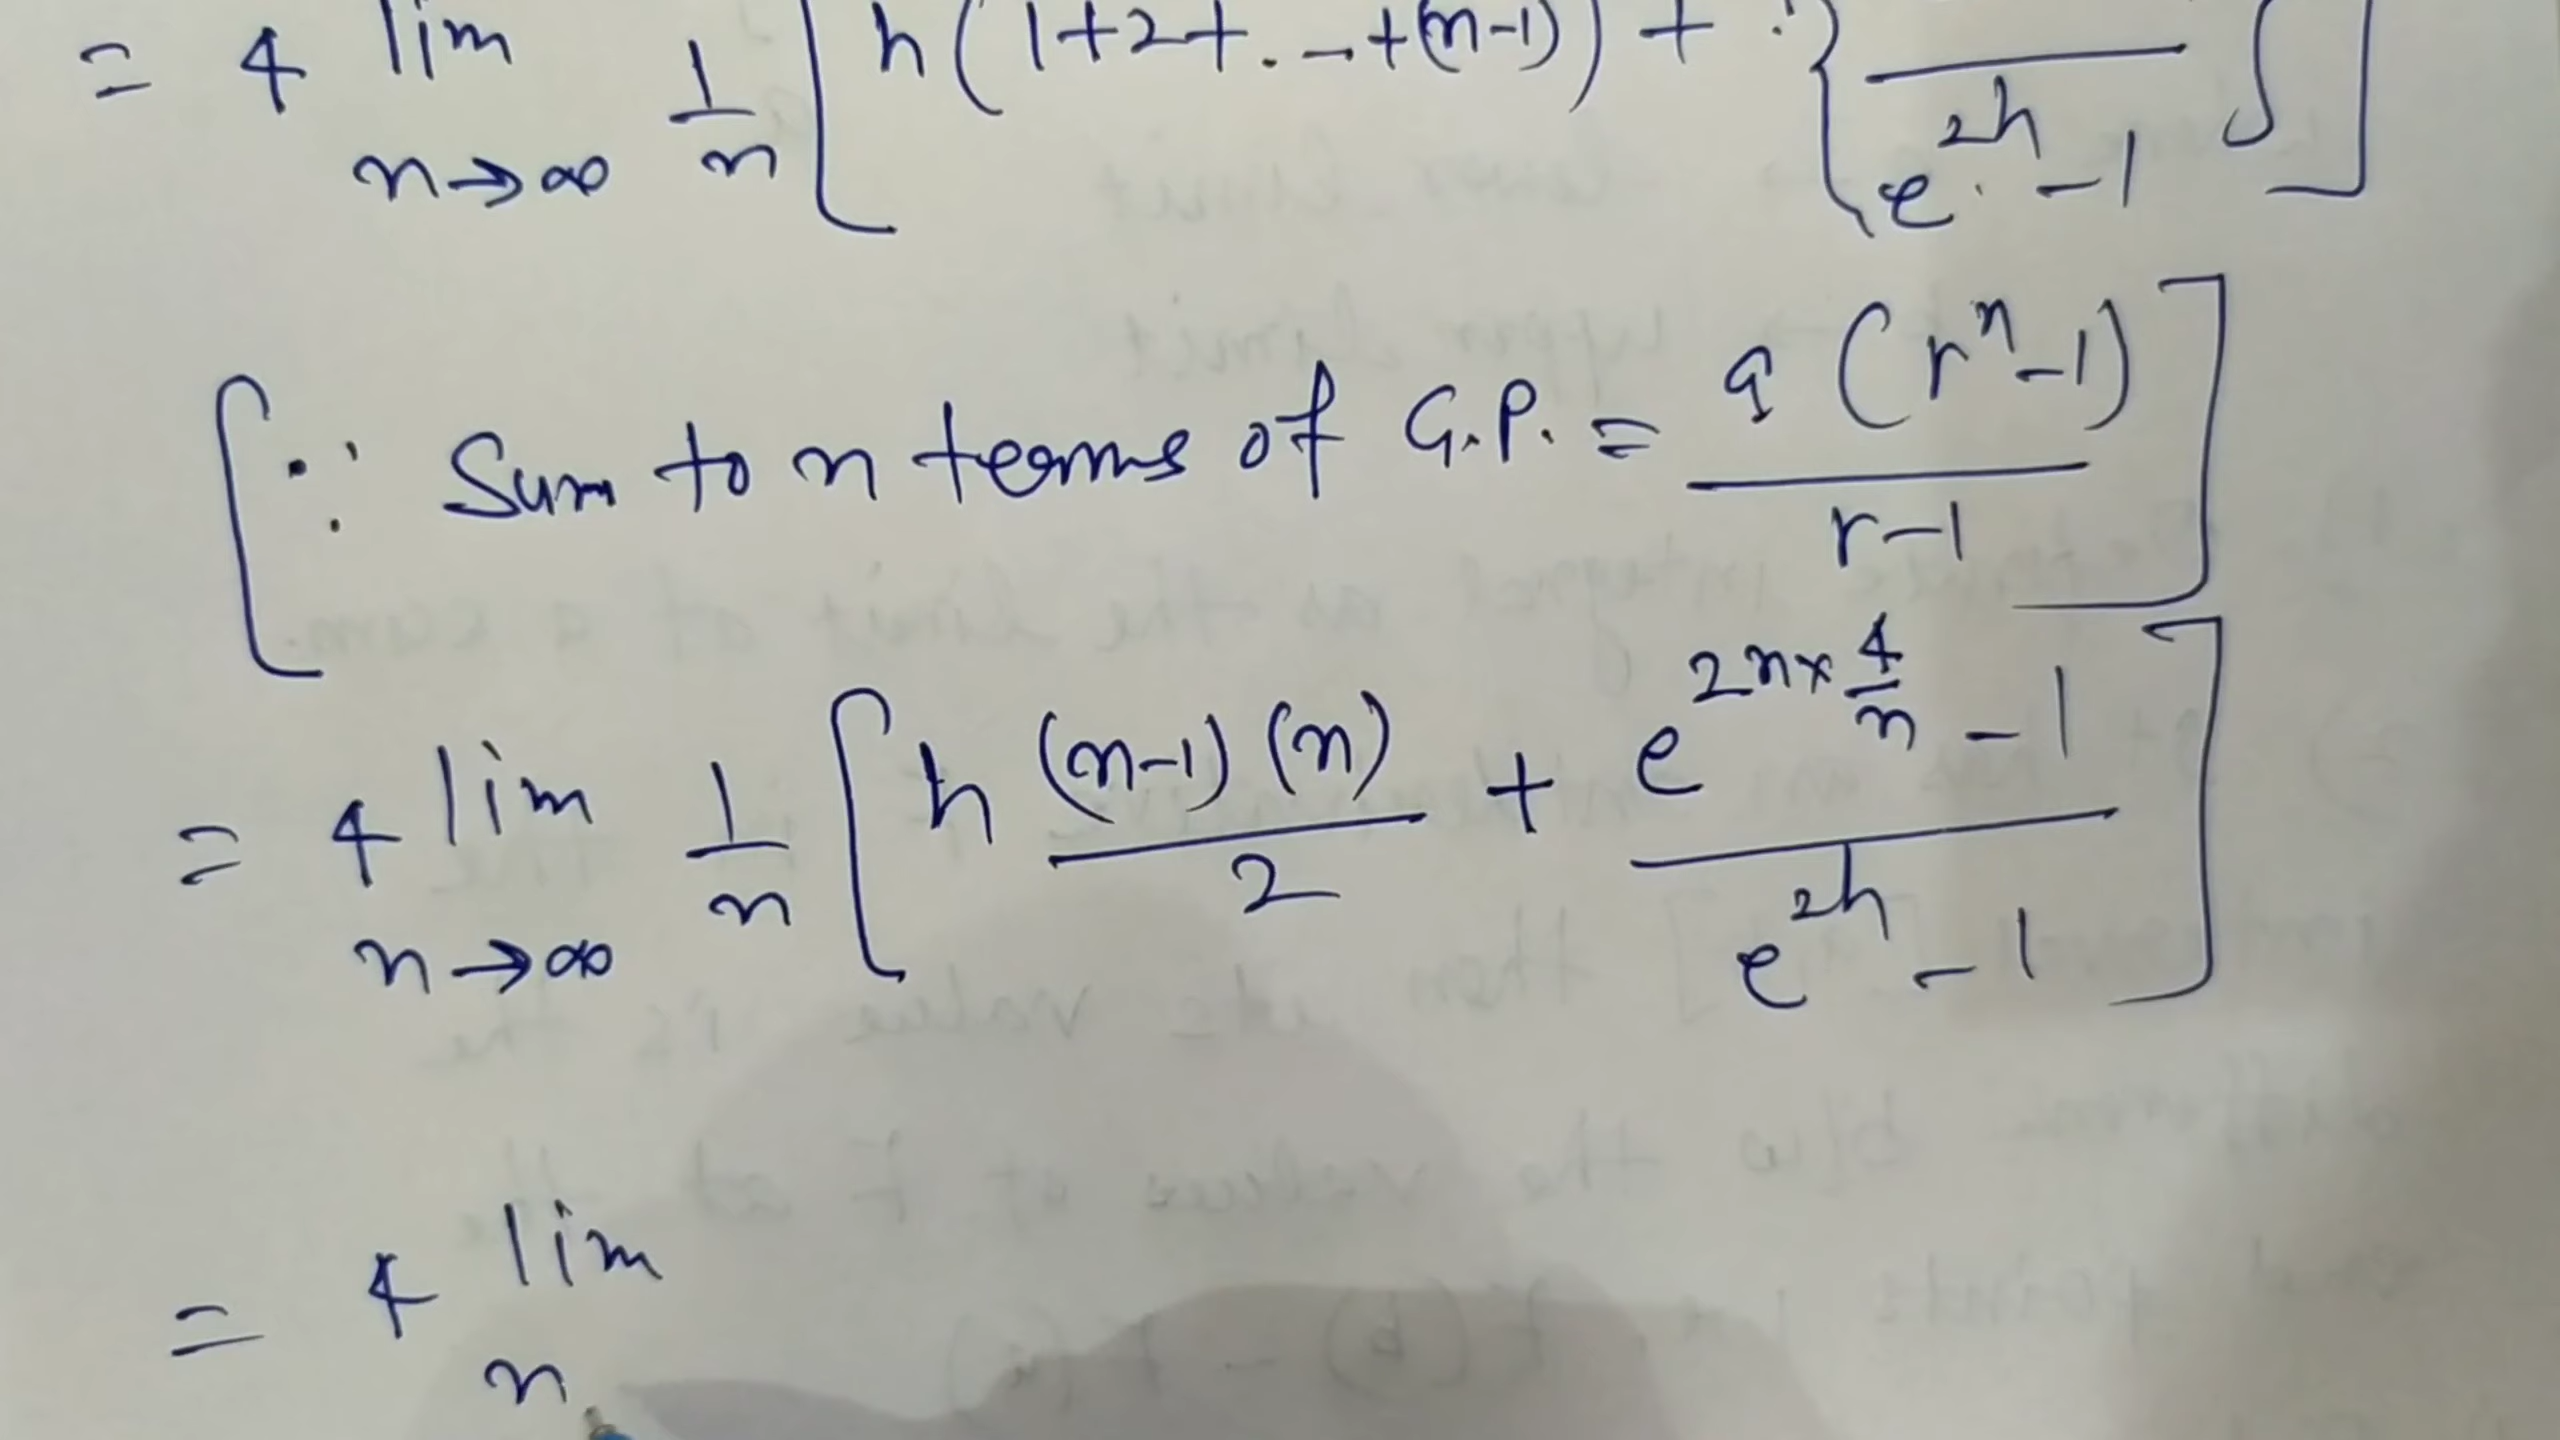 = 4 lim n→∞ 1/n [ h(1+2+...+(n-1)) + { / e^2h -1 } ]
[∵ Sum to n terms of G.P. = a(r^n -1) / r-1 ]
= 4 lim n→∞ 1/n [ h (n-1)(n) / 2 + e^2n×4/n -1 / e^2h -1 ]
= 4 lim n